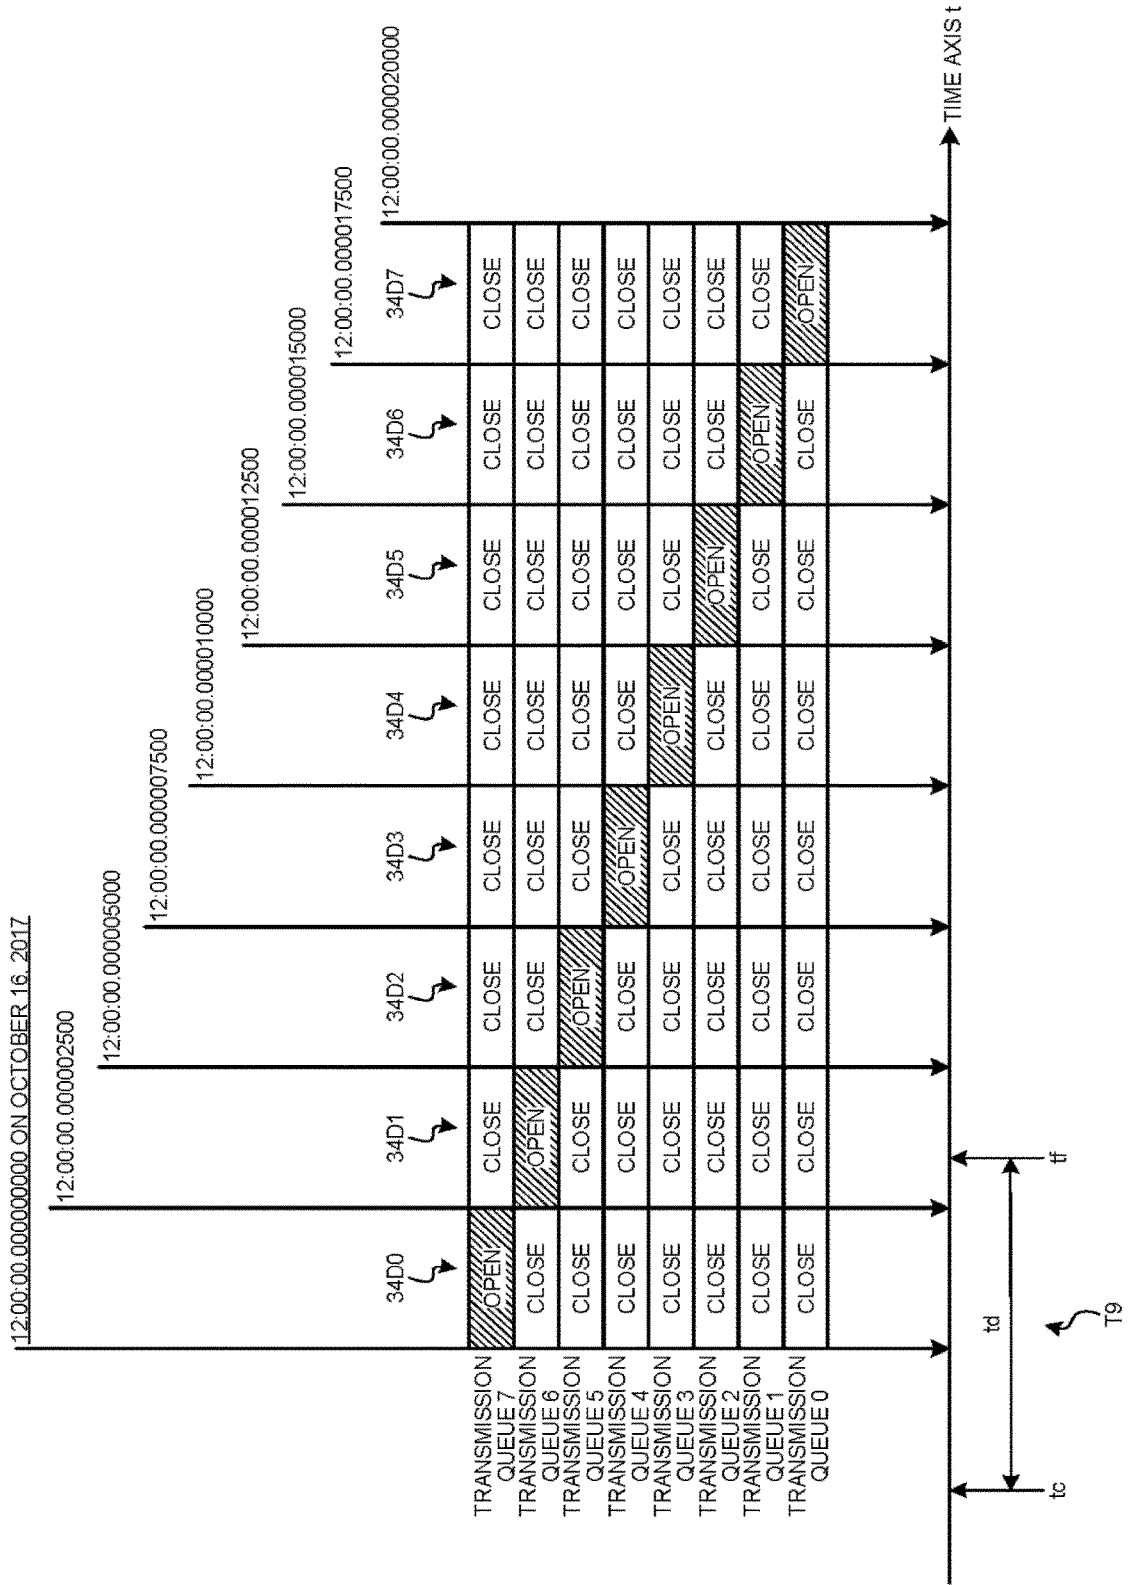 12:00:00.000000000 ON OCTOBER 16, 2017
12:00:00.000002500
12:00:00.000005000
12:00:00.000007500
12:00:00.000010000
12:00:00.000012500
12:00:00.000015000
12:00:00.000017500
12:00:00.000020000
34D0 34D1 34D2 34D3 34D4 34D5 34D6 34D7
TRANSMISSION
QUEUE 7
OPEN CLOSE CLOSE CLOSE CLOSE CLOSE CLOSE CLOSE
TRANSMISSION
QUEUE 6
CLOSE OPEN CLOSE CLOSE CLOSE CLOSE CLOSE CLOSE
TRANSMISSION
QUEUE 5
CLOSE CLOSE OPEN CLOSE CLOSE CLOSE CLOSE CLOSE
TRANSMISSION
QUEUE 4
CLOSE CLOSE CLOSE OPEN CLOSE CLOSE CLOSE CLOSE
TRANSMISSION
QUEUE 3
CLOSE CLOSE CLOSE CLOSE OPEN CLOSE CLOSE CLOSE
TRANSMISSION
QUEUE 2
CLOSE CLOSE CLOSE CLOSE CLOSE OPEN CLOSE CLOSE
TRANSMISSION
QUEUE 1
CLOSE CLOSE CLOSE CLOSE CLOSE CLOSE OPEN CLOSE
TRANSMISSION
QUEUE 0
CLOSE CLOSE CLOSE CLOSE CLOSE CLOSE CLOSE OPEN
TIME AXIS t
td
tc tf
T9